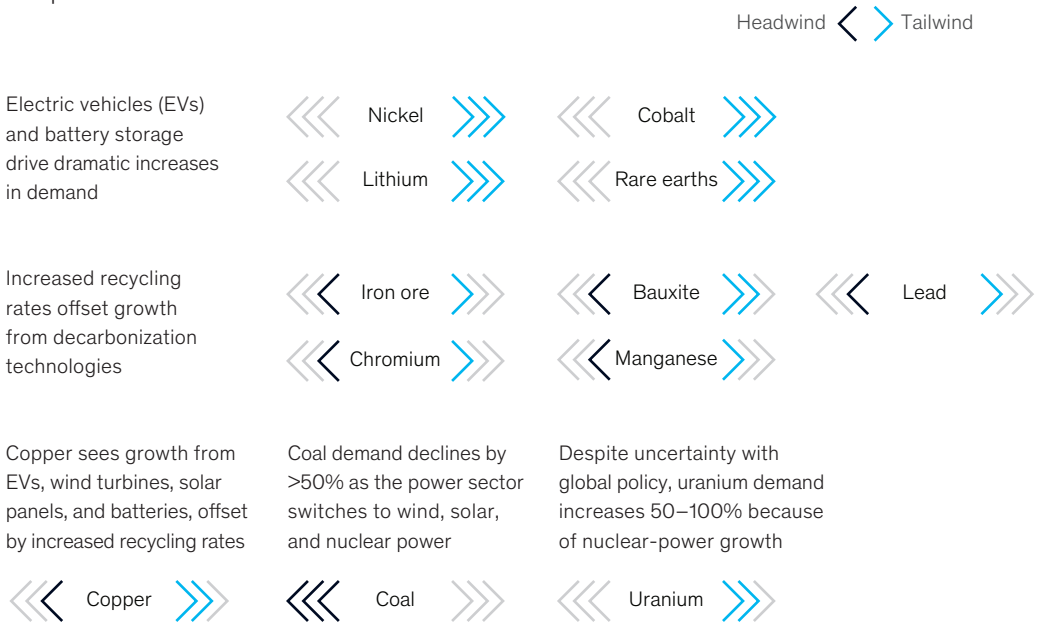 Headwind Tailwind
Electric vehicles (EVs)
and battery storage
drive dramatic increases
in demand
Nickel Cobalt
Lithium Rare earths
Increased recycling
rates offset growth
from decarbonization
technologies
Iron ore Bauxite Lead
Chromium Manganese
Copper sees growth from
EVs, wind turbines, solar
panels, and batteries, offset
by increased recycling rates
Coal demand declines by
>50% as the power sector
switches to wind, solar,
and nuclear power
Despite uncertainty with
global policy, uranium demand
increases 50–100% because
of nuclear-power growth
Copper Coal Uranium